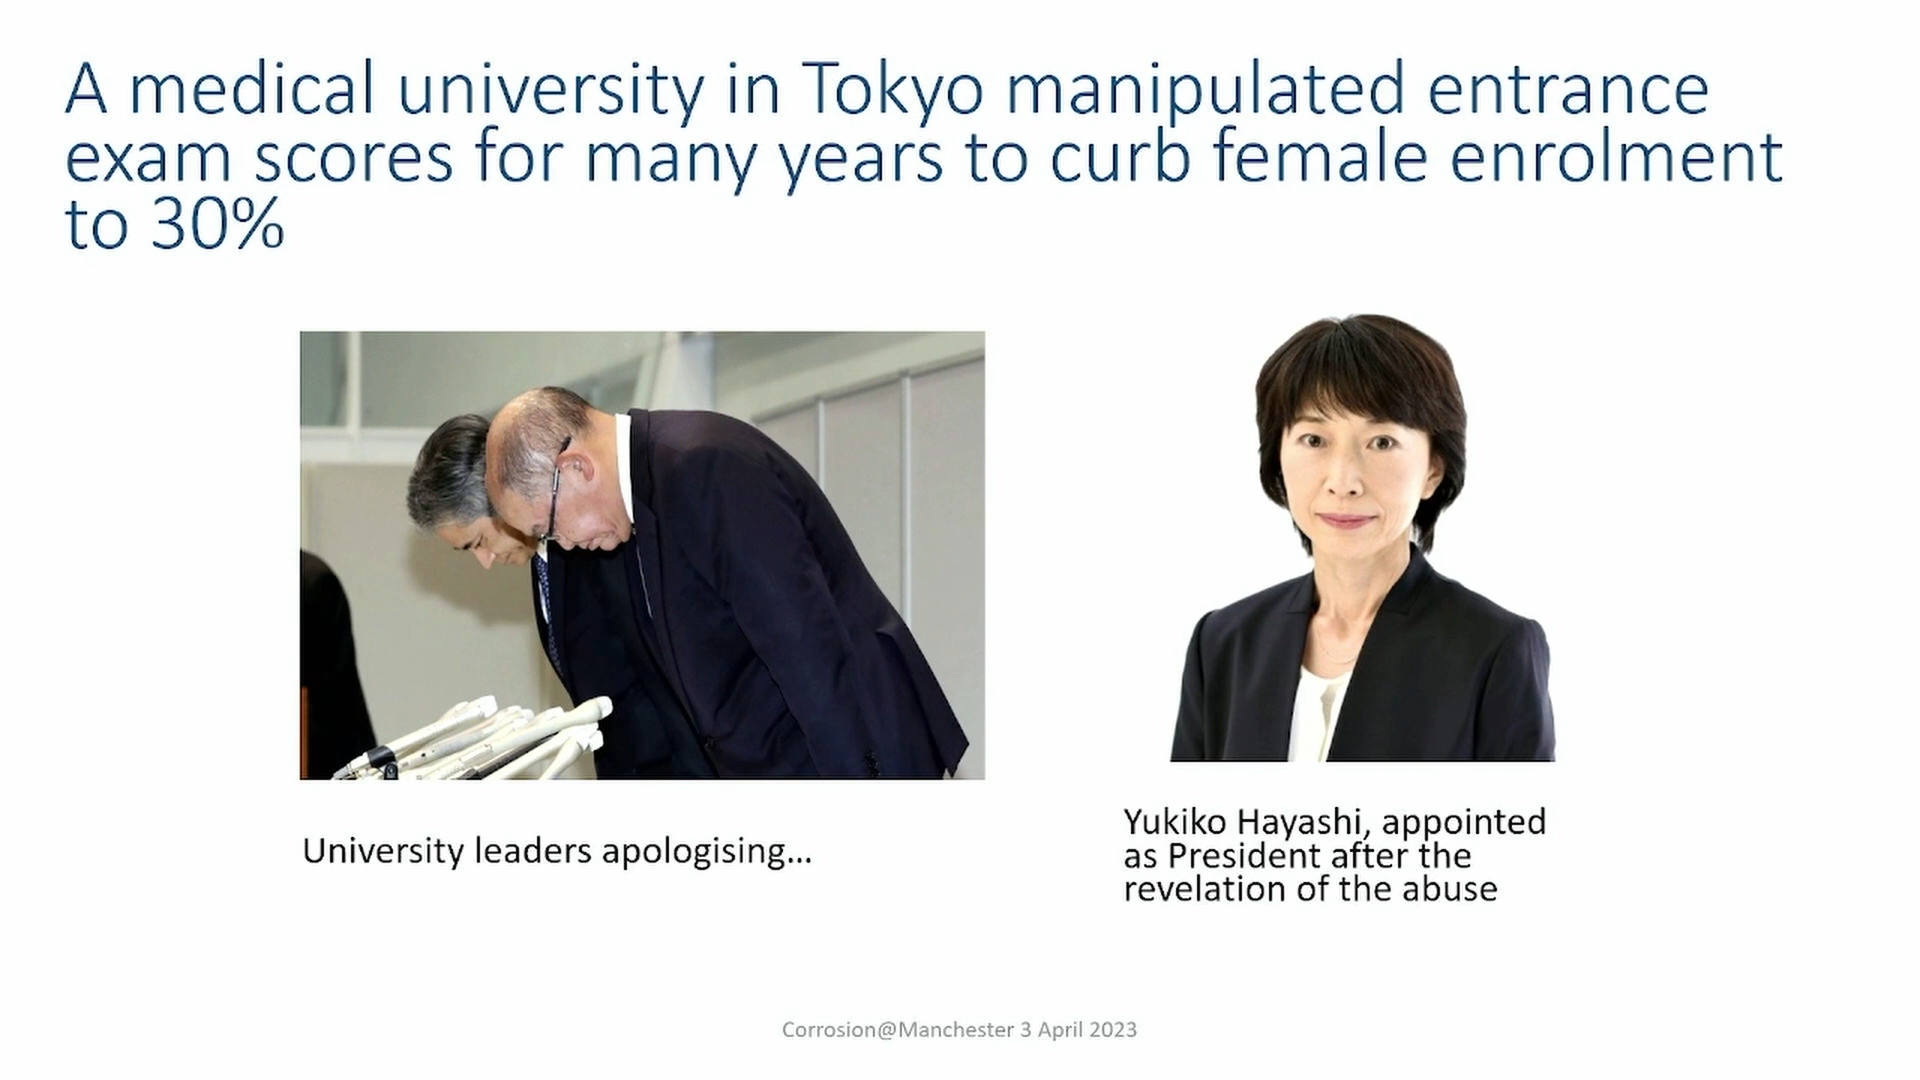 A medical university in Tokyo manipulated entrance
exam scores for many years to curb female enrolment
to 30%
University leaders apologising...
Yukiko Hayashi, appointed
as President after the
revelation of the abuse
Corrosion@Manchester 3 April 2023